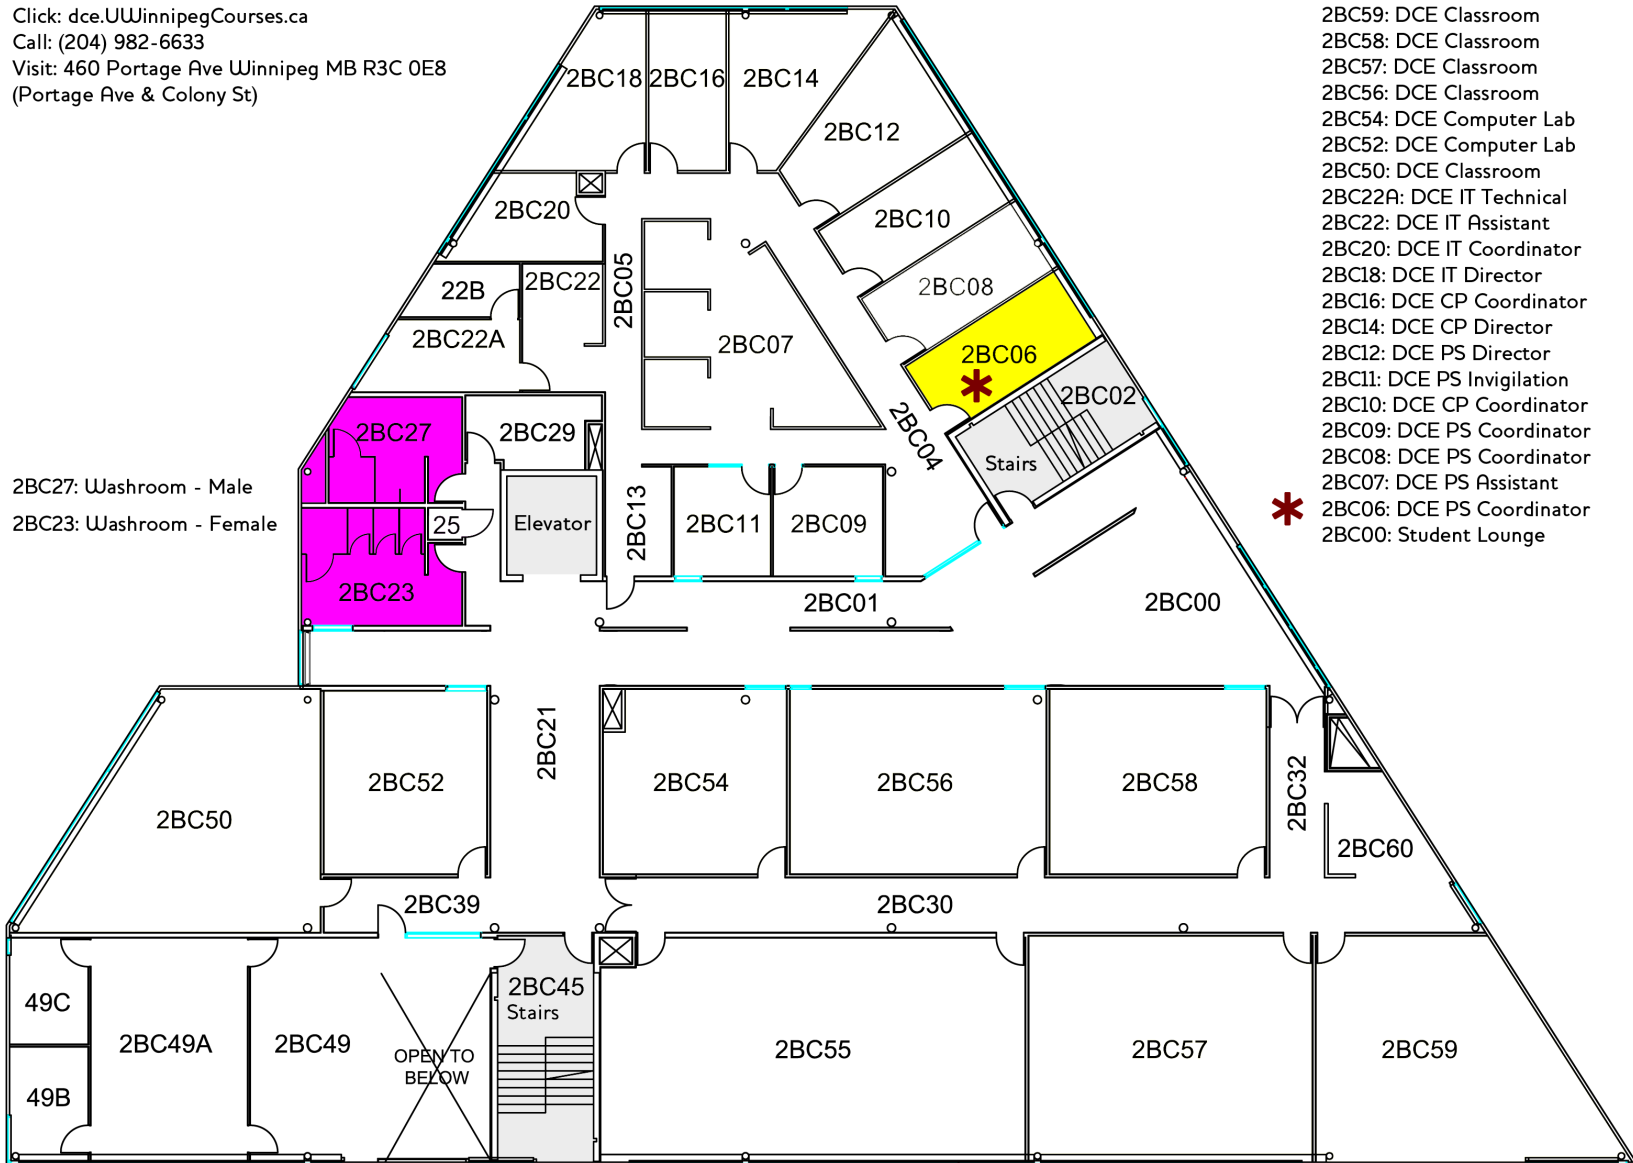 Click: dce.UWinnipegCourses.ca
Call: (204) 982-6633
Visit: 460 Portage Ave Winnipeg MB R3C 0E8
(Portage Ave & Colony St)
2BC59: DCE Classroom
2BC58: DCE Classroom
2BC57: DCE Classroom
2BC56: DCE Classroom
2BC54: DCE Computer Lab
2BC52: DCE Computer Lab
2BC50: DCE Classroom
2BC22A: DCE IT Technical
2BC22: DCE IT Assistant
2BC20: DCE IT Coordinator
2BC18: DCE IT Director
2BC16: DCE CP Coordinator
2BC14: DCE CP Director
2BC12: DCE PS Director
2BC11: DCE PS Invigilation
2BC10: DCE CP Coordinator
2BC09: DCE PS Coordinator
2BC08: DCE PS Coordinator
2BC07: DCE PS Assistant
* 2BC06: DCE PS Coordinator
2BC00: Student Lounge
2BC27: Washroom - Male
2BC23: Washroom - Female
2BC18
2BC16
2BC14
2BC12
2BC20
2BC10
2BC05
22B
2BC22
2BC08
2BC22A
2BC07
2BC06
*
2BC02
2BC27
2BC29
2BC04
Stairs
25
Elevator
2BC13
2BC11
2BC09
2BC23
2BC01
2BC00
2BC21
2BC52
2BC54
2BC56
2BC58
2BC32
2BC50
2BC60
2BC39
2BC30
49C
2BC45
Stairs
2BC49A
2BC49
OPEN TO
BELOW
2BC55
2BC57
2BC59
49B